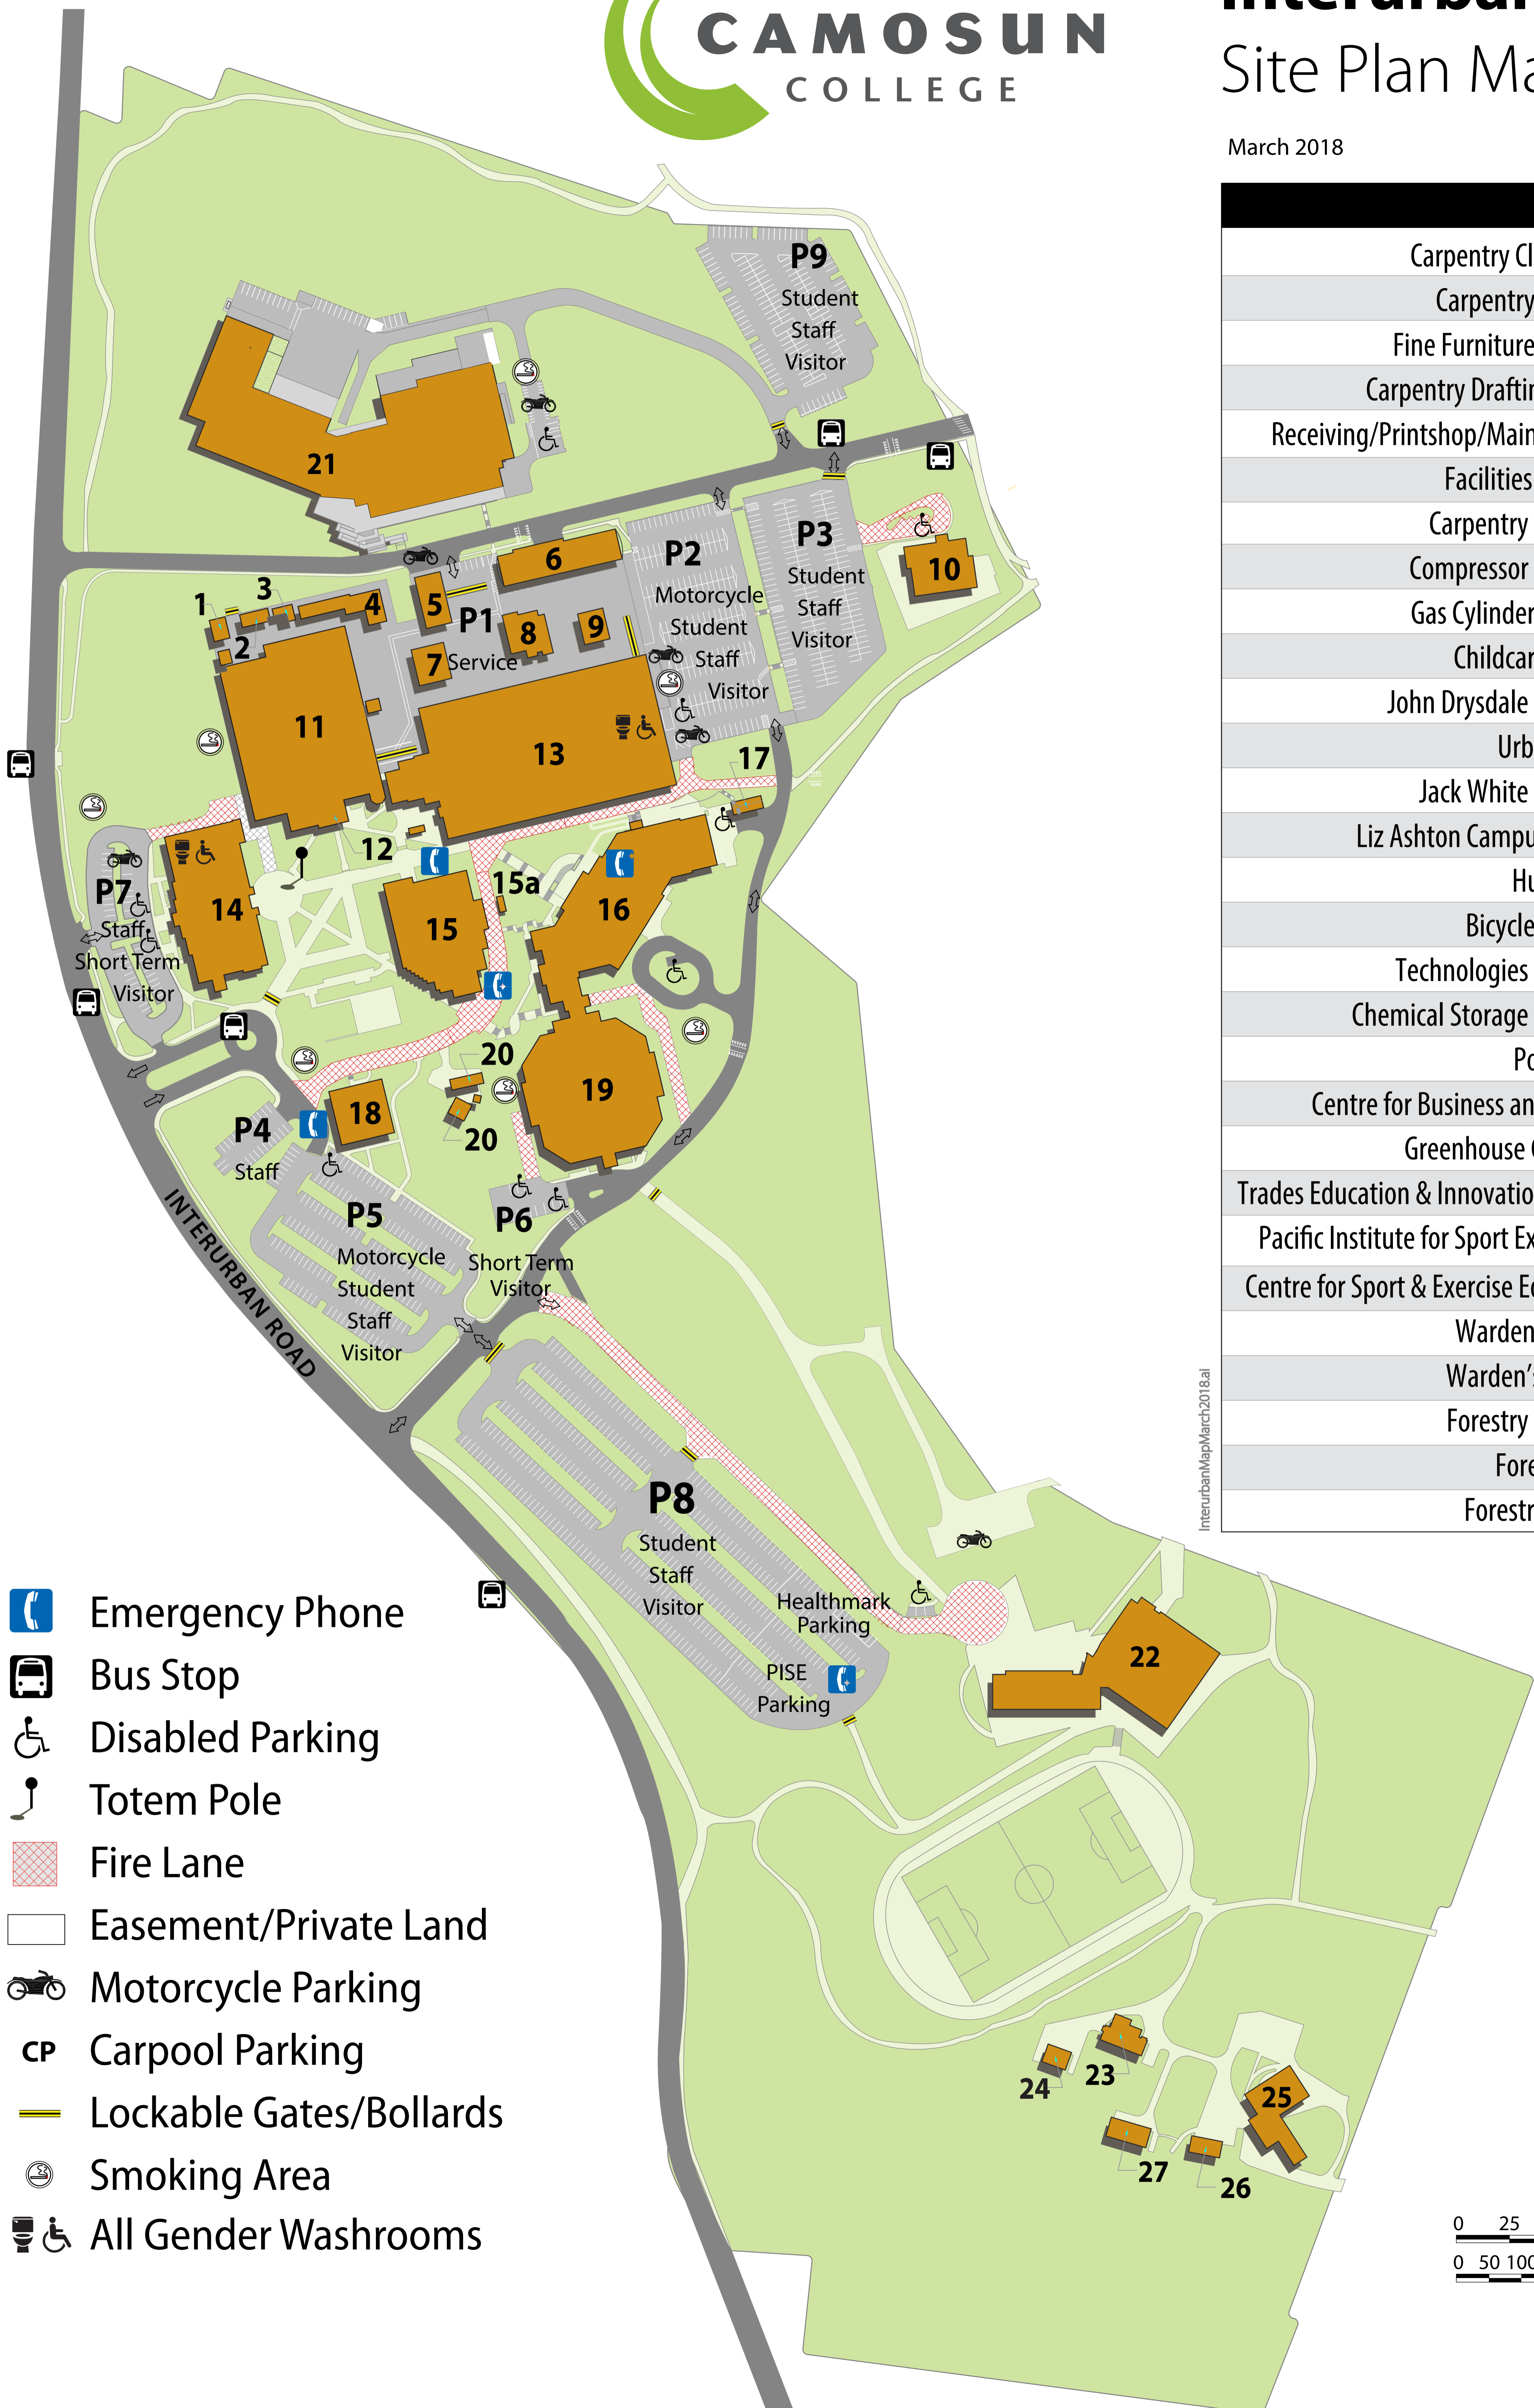 CAMOSUN
COLLEGE
Interurban
Site Plan Ma
March 2018
Carpentry Cl
Carpentry
Fine Furniture
Carpentry Draftin
Receiving/Printshop/Main
Facilities
Carpentry
Compressor
Gas Cylinder
Childcar
John Drysdale
Urb
Jack White
Liz Ashton Campu
Hu
Bicycle
Technologies
Chemical Storage
Po
Centre for Business an
Greenhouse
Trades Education & Innovatio
Pacific Institute for Sport Ex
Centre for Sport & Exercise Ed
Warden
Warden's
Forestry
Fore
Forestr
InterurbanMapMarch2018.ai
P9
Student
Staff
Visitor
21
P3
Student
Staff
Visitor
P2
Motorcycle
Student
Staff
Visitor
10
6
5
P1
Service
8
9
7
1
3
2
4
11
13
17
12
15a
16
15
14
P7
Staff
Short Term
Visitor
20
19
20
18
P4
Staff
P5
Motorcycle
Student
Staff
Visitor
P6
Short Term
Visitor
INTERURBAN ROAD
P8
Student
Staff
Visitor
Healthmark
Parking
PISE
Parking
22
24
23
25
27
26
Emergency Phone
Bus Stop
Disabled Parking
Totem Pole
Fire Lane
Easement/Private Land
Motorcycle Parking
CP Carpool Parking
Lockable Gates/Bollards
Smoking Area
All Gender Washrooms
0 25
0 50 100